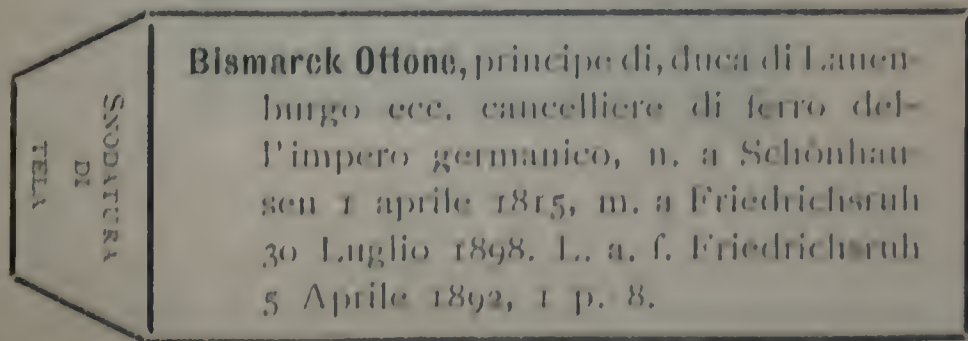 SNODATURA
DI
TELA
Bismarck Ottone, principe di, duca di Lauen-
burgo ecc. cancelliere di ferro del-
l'impero germanico, n. a Schönhau-
sen 1 aprile 1815, m. a Friedrichsruh
30 Luglio 1898. L. a. f. Friedrichsruh
5 Aprile 1892, 1 p. 8.